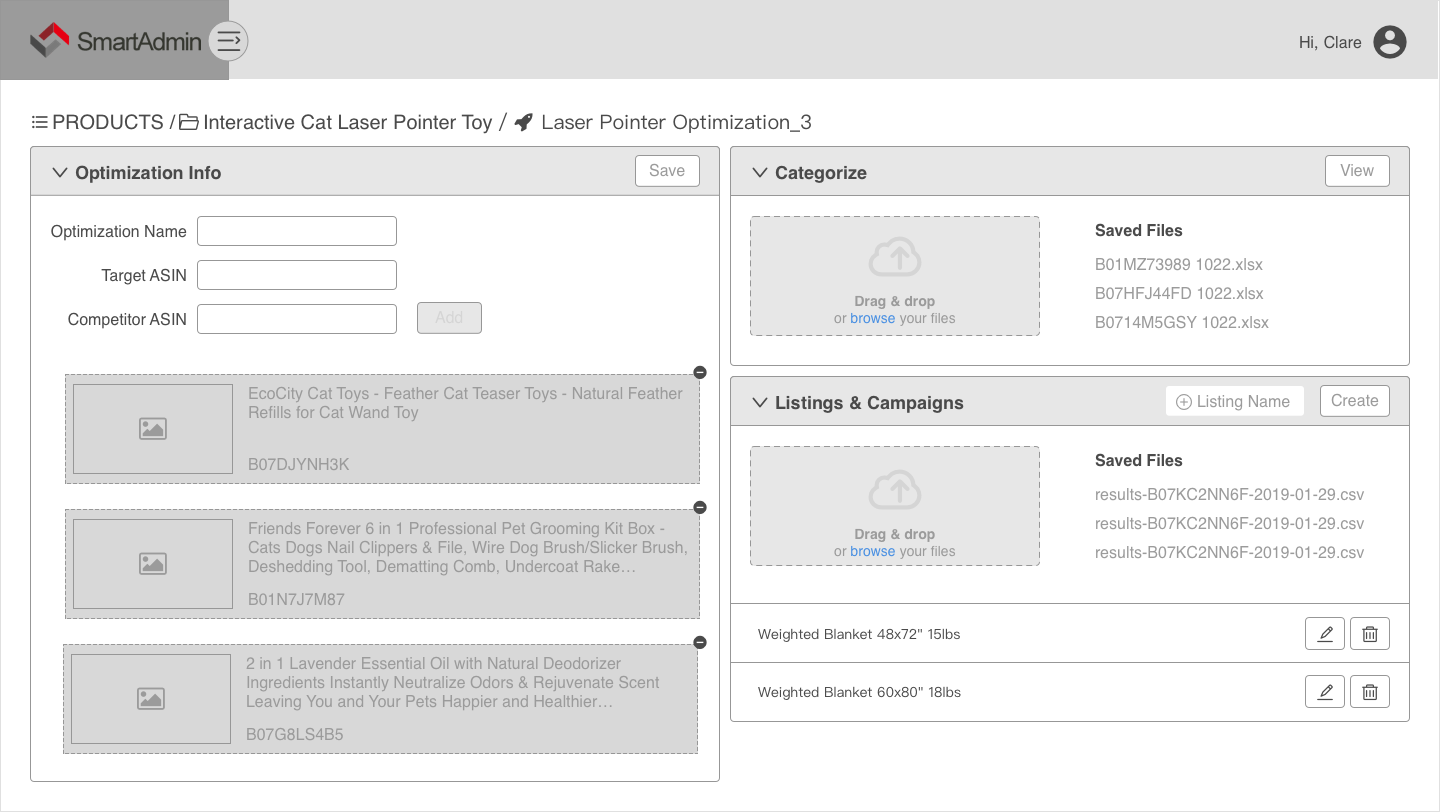 SmartAdmin
Hi, Clare
PRODUCTS / Interactive Cat Laser Pointer Toy / Laser Pointer Optimization_3
Optimization Info
Save
Optimization Name
Target ASIN
Competitor ASIN
Add
EcoCity Cat Toys - Feather Cat Teaser Toys - Natural Feather
Refills for Cat Wand Toy
B07DJYNH3K
Friends Forever 6 in 1 Professional Pet Grooming Kit Box -
Cats Dogs Nail Clippers & File, Wire Dog Brush/Slicker Brush,
Deshedding Tool, Dematting Comb, Undercoat Rake…
B01N7J7M87
2 in 1 Lavender Essential Oil with Natural Deodorizer
Ingredients Instantly Neutralize Odors & Rejuvenate Scent
Leaving You and Your Pets Happier and Healthier…
B07G8LS4B5
Categorize
View
Drag & drop
or browse your files
Saved Files
B01MZ73989 1022.xlsx
B07HFJ44FD 1022.xlsx
B0714M5GSY 1022.xlsx
Listings & Campaigns
Listing Name
Create
Drag & drop
or browse your files
Saved Files
results-B07KC2NN6F-2019-01-29.csv
results-B07KC2NN6F-2019-01-29.csv
results-B07KC2NN6F-2019-01-29.csv
Weighted Blanket 48x72" 15lbs
Weighted Blanket 60x80" 18lbs